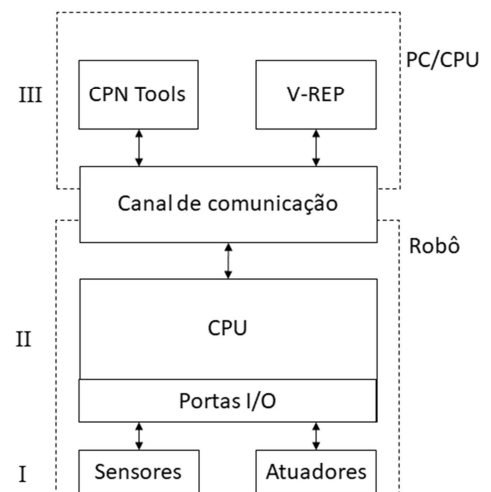 PC/CPU
III
CPN Tools
V-REP
Canal de comunicação
Robô
II
CPU
Portas I/O
I
Sensores
Atuadores